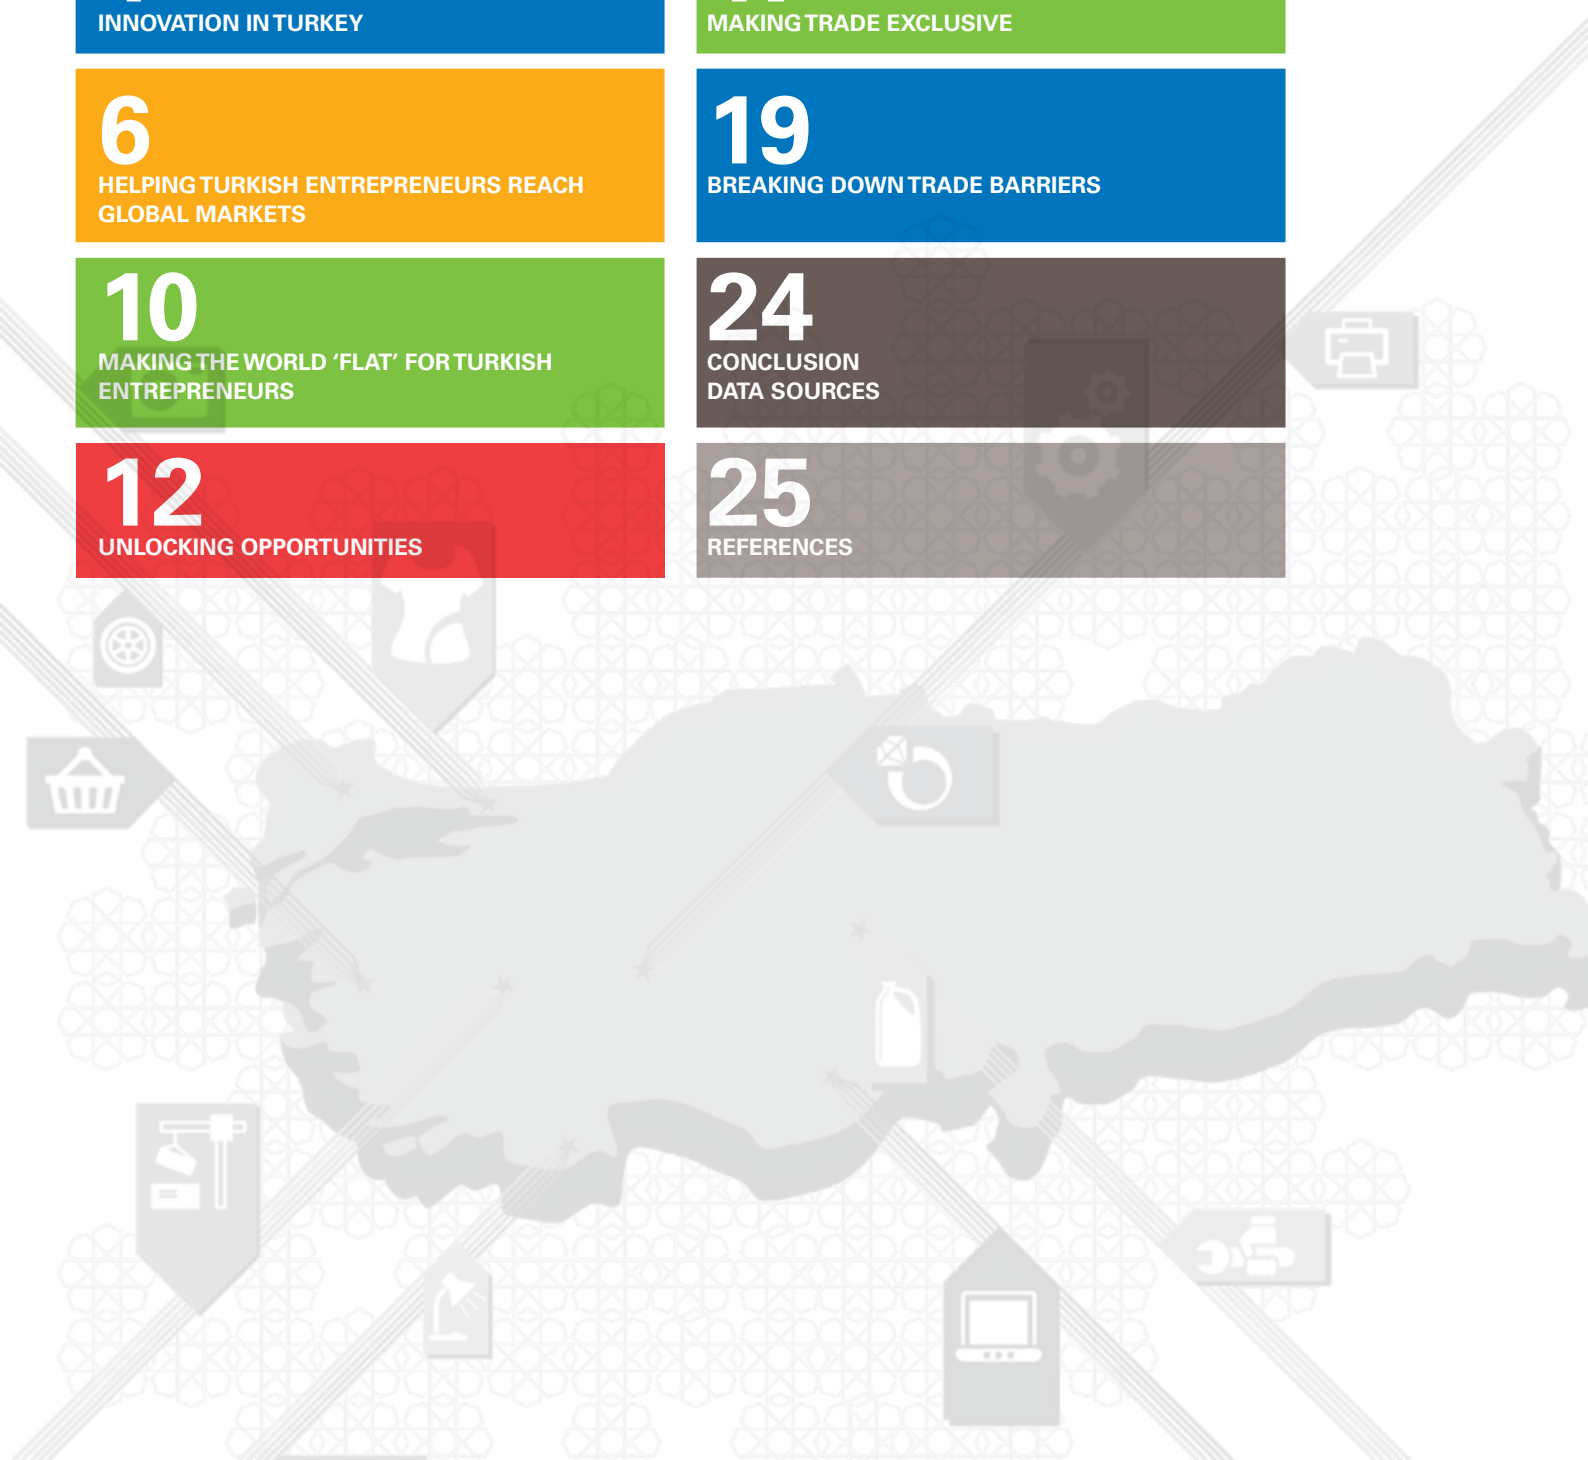 INNOVATION IN TURKEY
6
HELPING TURKISH ENTREPRENEURS REACH
GLOBAL MARKETS
10
MAKING THE WORLD ‘FLAT’ FOR TURKISH
ENTREPRENEURS
12
UNLOCKING OPPORTUNITIES
MAKING TRADE EXCLUSIVE
19
BREAKING DOWN TRADE BARRIERS
24
CONCLUSION
DATA SOURCES
25
REFERENCES